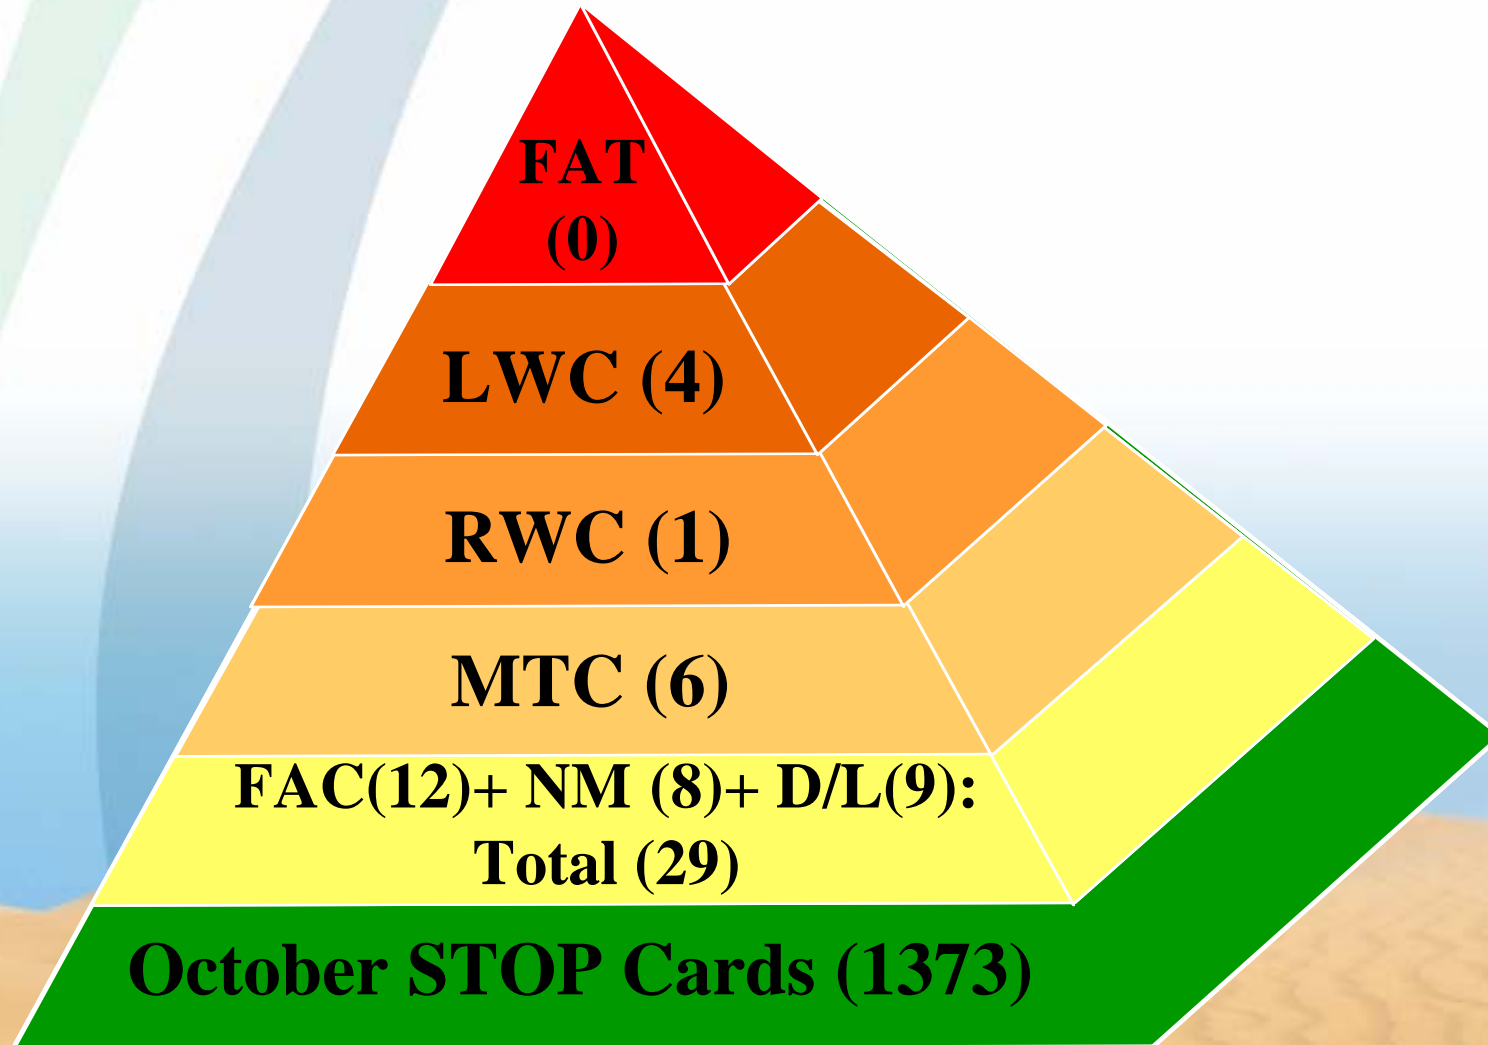 FAT
(0)
LWC (4)
RWC (1)
MTC (6)
FAC(12)+ NM (8)+ D/L(9):
Total (29)
October STOP Cards (1373)